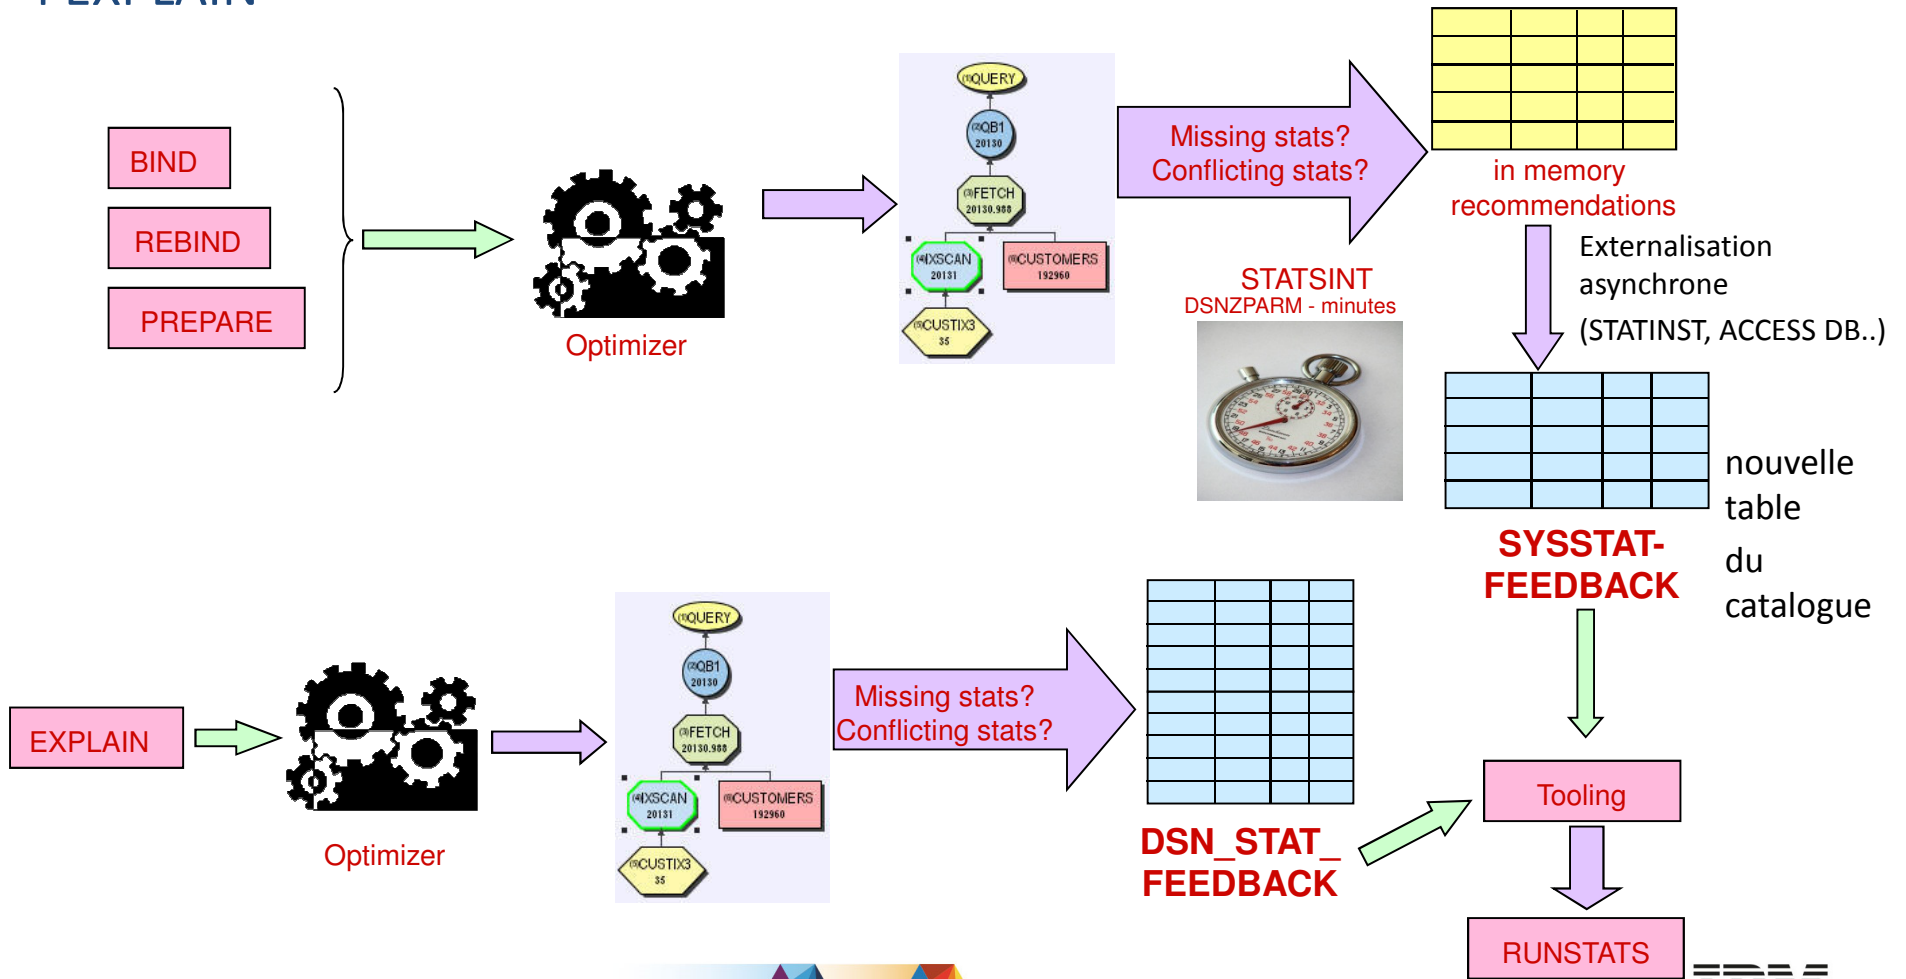 BIND
REBIND
PREPARE
Optimizer
(1)QUERY
(2)QB1
20130
(3)FETCH
20130.988
(4)IXSCAN
20131
(6)CUSTOMERS
192960
(5)CUSTIX3
35
Missing stats?
Conflicting stats?
in memory
recommendations
Externalisation
asynchrone
(STATINST, ACCESS DB..)
STATSINT
DSNZPARM - minutes
nouvelle
table
du
catalogue
SYSSTAT-
FEEDBACK
EXPLAIN
Optimizer
(1)QUERY
(2)QB1
20130
(3)FETCH
20130.988
(4)IXSCAN
20131
(6)CUSTOMERS
192960
(5)CUSTIX3
35
Missing stats?
Conflicting stats?
DSN_STAT_
FEEDBACK
Tooling
RUNSTATS